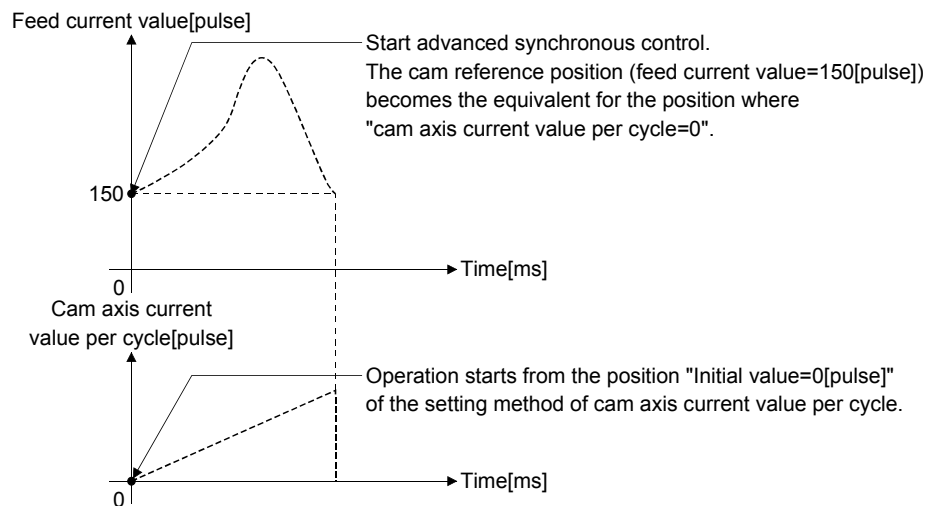 Feed current value[pulse]
Start advanced synchronous control.
The cam reference position (feed current value=150[pulse])
becomes the equivalent for the position where
"cam axis current value per cycle=0".
150
Time[ms]
0
Cam axis current
value per cycle[pulse]
Operation starts from the position "Initial value=0[pulse]"
of the setting method of cam axis current value per cycle.
Time[ms]
0